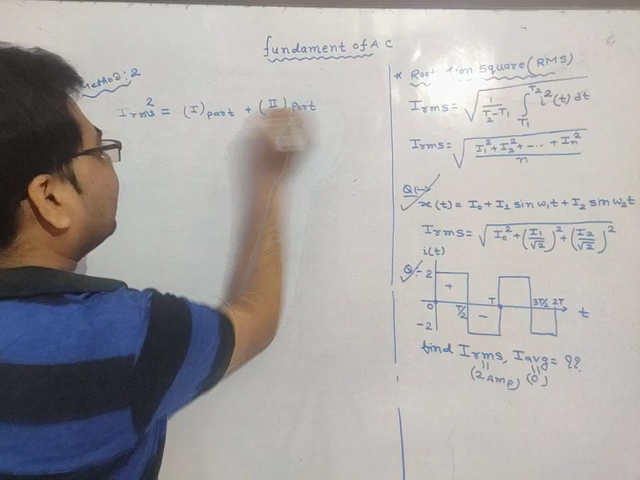 fundament of AC
Method: 2
Irms² = (I) part + (II) part
* Root Mean Square (RMS)
Irms = √(1/(T₂-T₁) ∫_{T₁}^{T₂} i²(t) dt)
Irms = √((I₁² + I₂² + ... + In²)/n)
Q1→
x(t) = I₀ + I₁ sin ω₁t + I₂ sin ω₂t
Irms = √(I₀² + (I₁/√2)² + (I₂/√2)²)
i(t)
Q.
2
+
0
T/2
-
T
3T/2
2T
t
-2
find Irms, Iavg = ??
(2 Amp) (0)